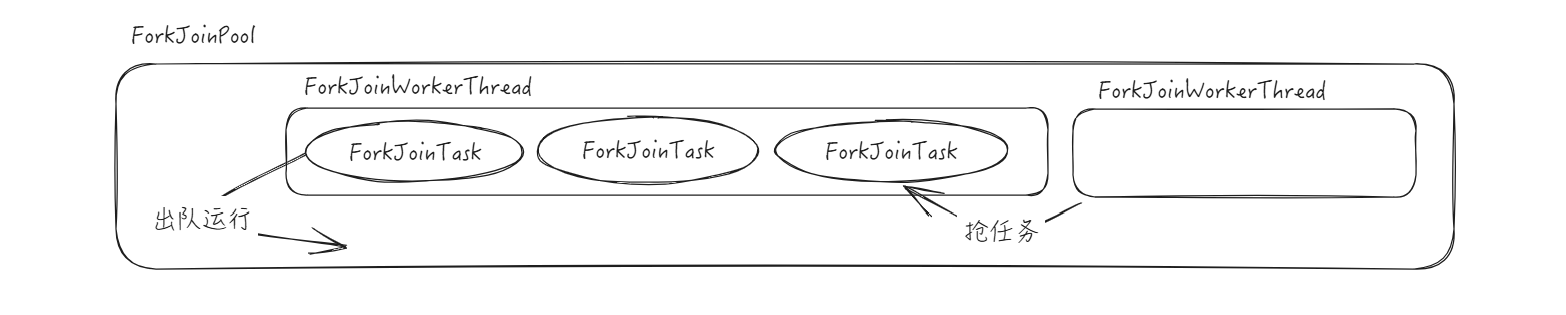 ForkJoinPool
ForkJoinWorkerThread
ForkJoinWorkerThread
ForkJoinTask
ForkJoinTask
ForkJoinTask
出队运行
抢任务